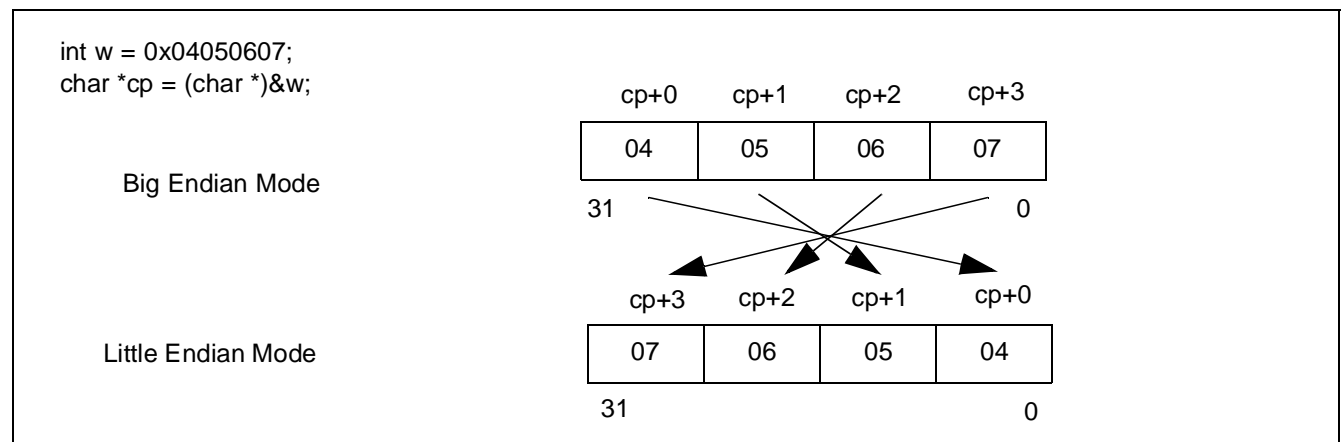 int w = 0x04050607;
char *cp = (char *)&w;
cp+0 cp+1 cp+2 cp+3
04 05 06 07
Big Endian Mode
31 0
cp+3 cp+2 cp+1 cp+0
Little Endian Mode
07 06 05 04
31 0